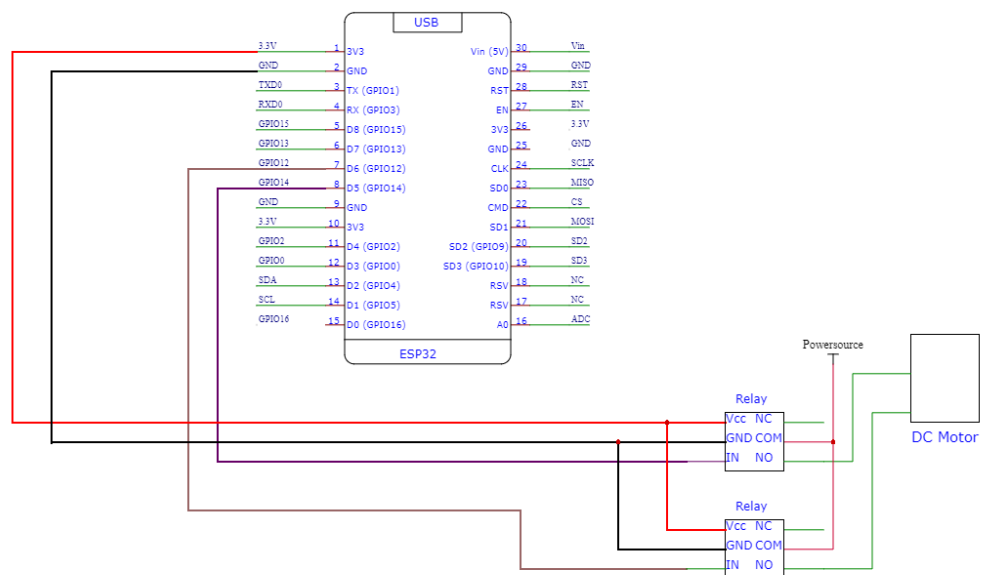 USB
3.3V 1 3V3
GND 2 GND
TXD0 3 TX (GPIO1)
RXD0 4 RX (GPIO3)
GPIO15 5 D8 (GPIO15)
GPIO13 6 D7 (GPIO13)
GPIO12 7 D6 (GPIO12)
GPIO14 8 D5 (GPIO14)
GND 9 GND
3.3V 10 3V3
GPIO2 11 D4 (GPIO2)
GPIO0 12 D3 (GPIO0)
SDA 13 D2 (GPIO4)
SCL 14 D1 (GPIO5)
GPIO16 15 D0 (GPIO16)
Vin (5V) 30 Vin
GND 29 GND
RST 28 RST
EN 27 EN
3V3 26 3.3V
GND 25 GND
CLK 24 SCLK
SD0 23 MISO
CMD 22 CS
SD1 21 MOSI
SD2 (GPIO9) 20 SD2
SD3 (GPIO10) 19 SD3
RSV 18 NC
RSV 17 NC
A0 16 ADC
ESP32
Powersource
DC Motor
Relay
Vcc NC
GND COM
IN NO
Relay
Vcc NC
GND COM
IN NO